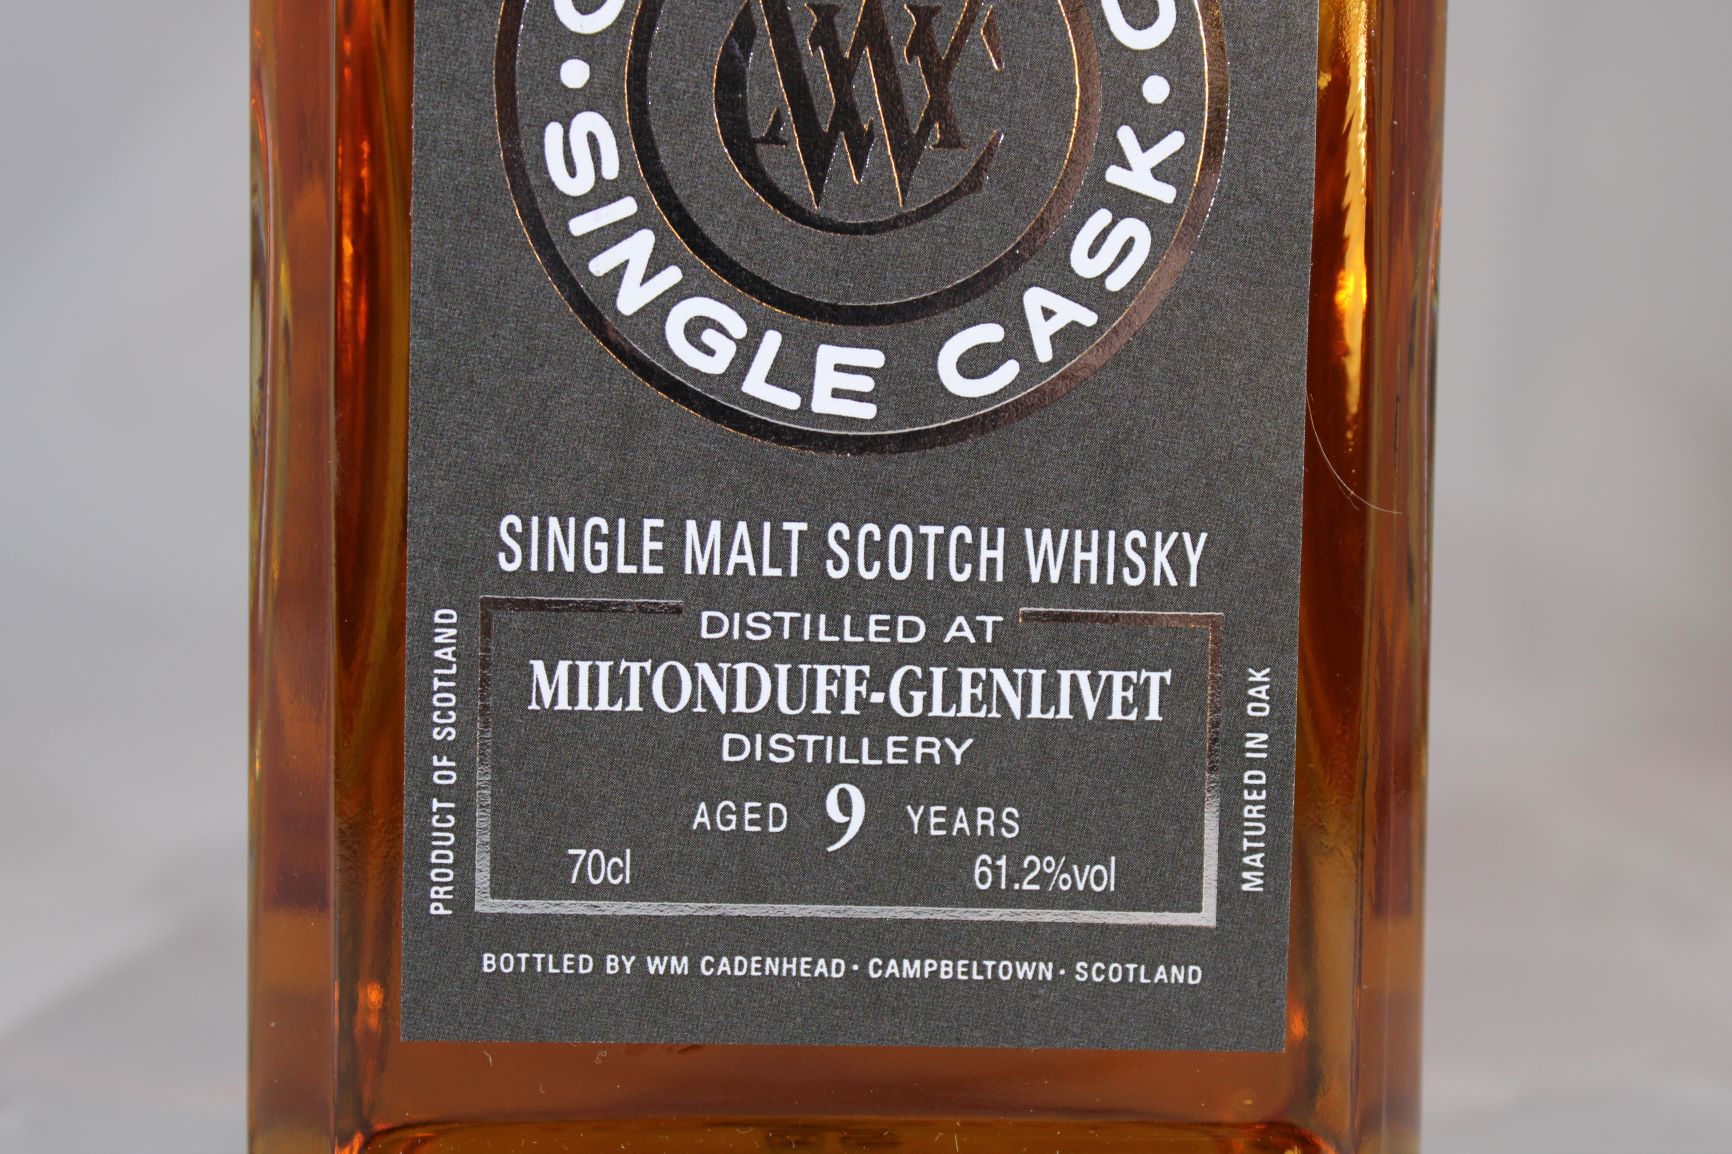 SINGLE CASK
SINGLE MALT SCOTCH WHISKY
DISTILLED AT
MILTONDUFF-GLENLIVET
DISTILLERY
AGED 9 YEARS
70cl 61.2%vol
PRODUCT OF SCOTLAND
MATURED IN OAK
BOTTLED BY WM CADENHEAD · CAMPBELTOWN · SCOTLAND